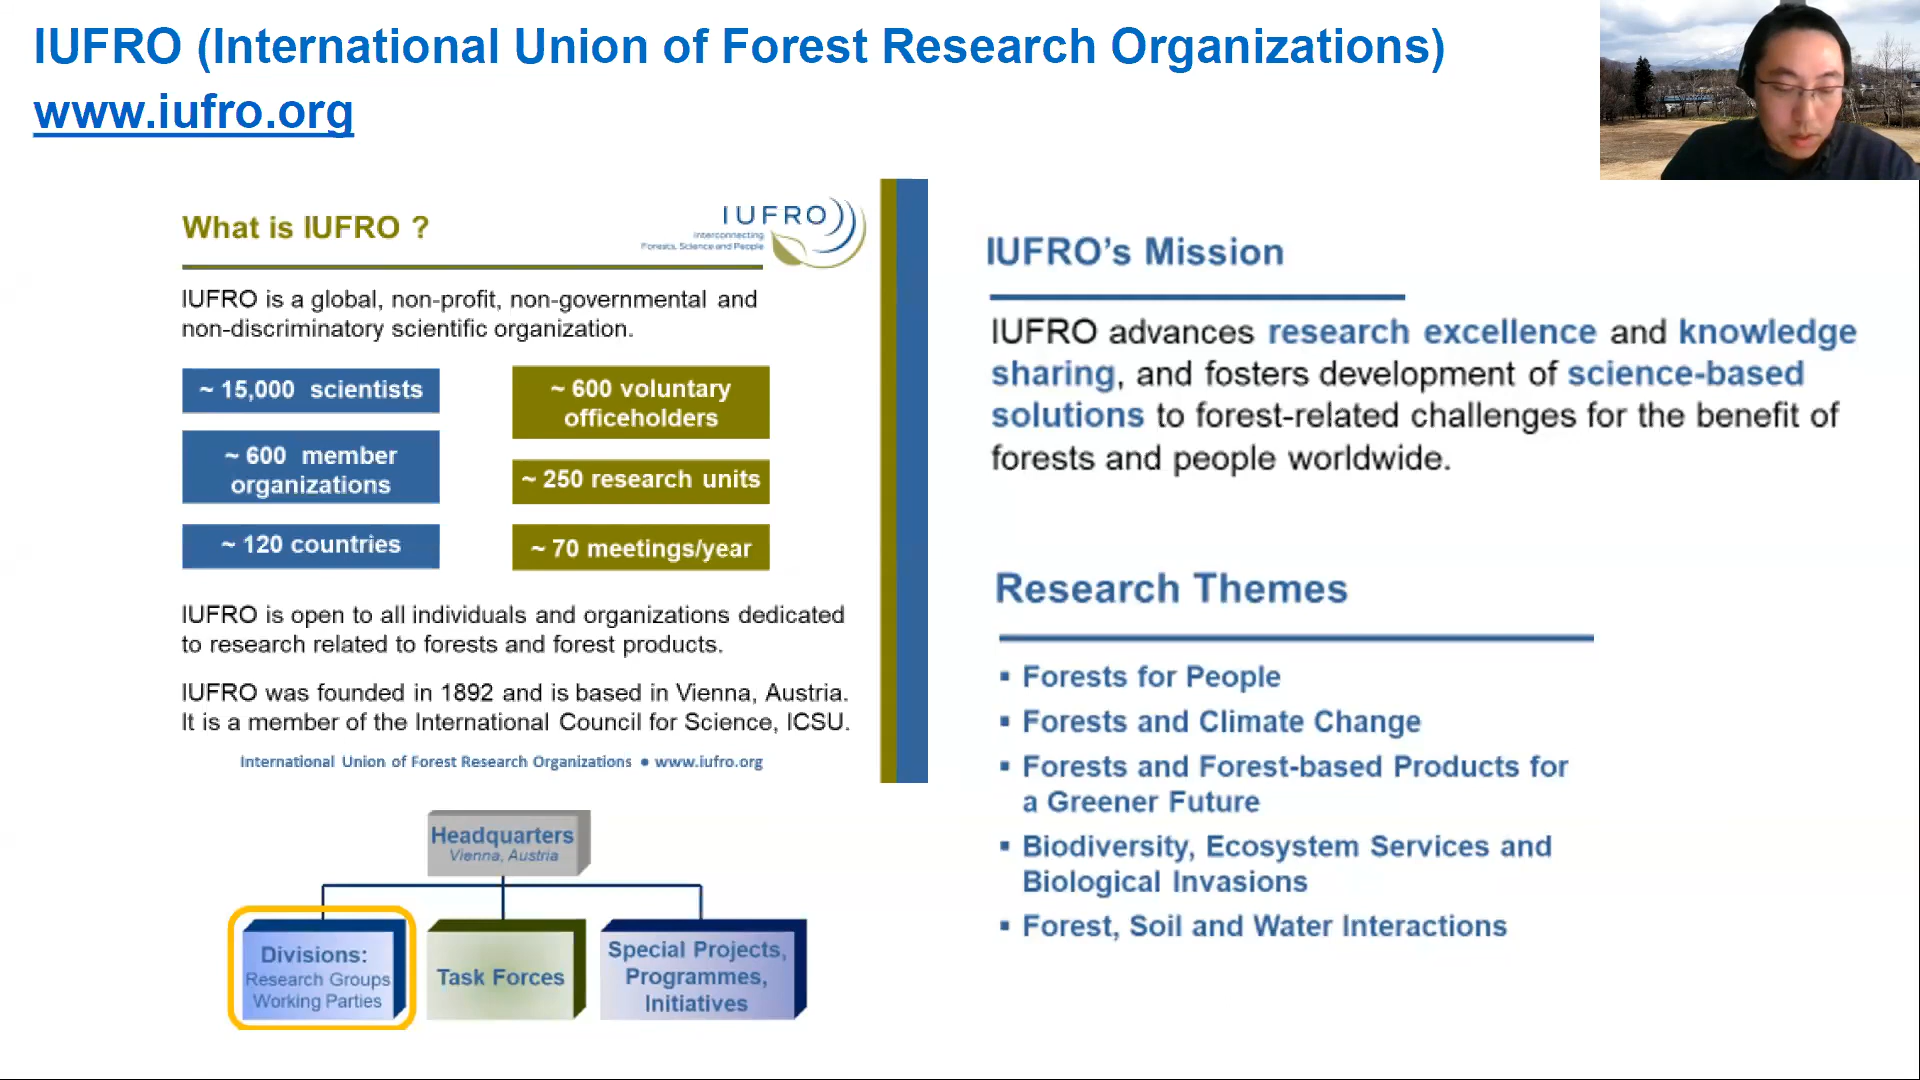 IUFRO (International Union of Forest Research Organizations)
www.iufro.org
What is IUFRO ?
IUFRO
Interconnecting
Forests, Science and People
IUFRO is a global, non-profit, non-governmental and
non-discriminatory scientific organization.
~ 15,000 scientists
~ 600 member
organizations
~ 120 countries
~ 600 voluntary
officeholders
~ 250 research units
~ 70 meetings/year
IUFRO is open to all individuals and organizations dedicated
to research related to forests and forest products.
IUFRO was founded in 1892 and is based in Vienna, Austria.
It is a member of the International Council for Science, ICSU.
International Union of Forest Research Organizations ● www.iufro.org
Headquarters
Vienna, Austria
Divisions:
Research Groups
Working Parties
Task Forces
Special Projects,
Programmes,
Initiatives
IUFRO's Mission
IUFRO advances research excellence and knowledge
sharing, and fosters development of science-based
solutions to forest-related challenges for the benefit of
forests and people worldwide.
Research Themes
▪ Forests for People
▪ Forests and Climate Change
▪ Forests and Forest-based Products for
a Greener Future
▪ Biodiversity, Ecosystem Services and
Biological Invasions
▪ Forest, Soil and Water Interactions